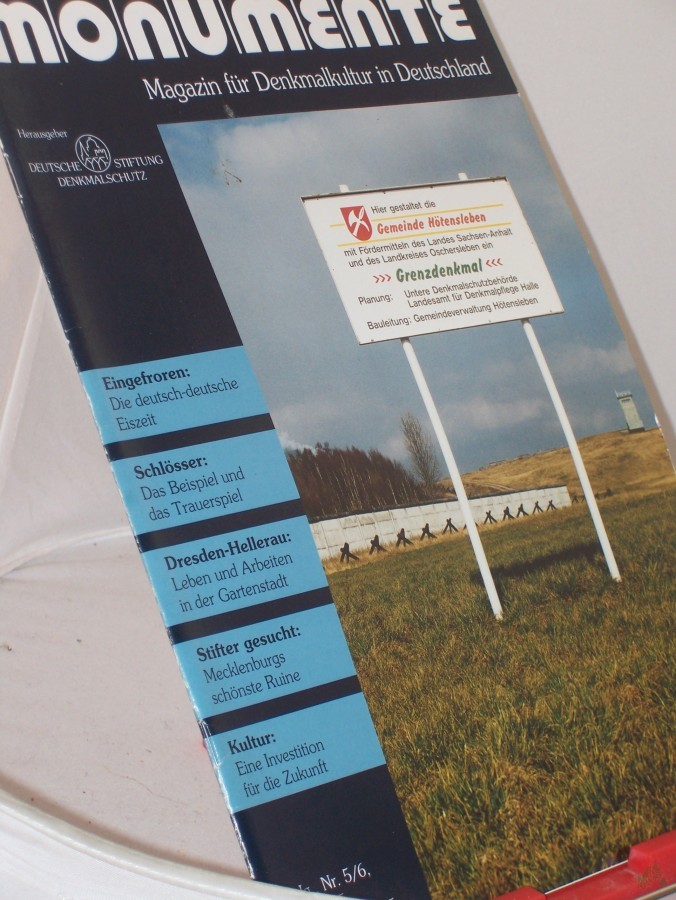 MONUMENTE
Magazin für Denkmalkultur in Deutschland
Herausgeber
DEUTSCHE STIFTUNG
DENKMALSCHUTZ
Hier gestaltet die
Gemeinde Hötensleben
mit Fördermitteln des Landes Sachsen-Anhalt
und des Landkreises Oschersleben ein
>>> Grenzdenkmal <<<
Planung: Untere Denkmalschutzbehörde
Landesamt für Denkmalpflege Halle
Bauleitung: Gemeindeverwaltung Hötensleben
Eingefroren:
Die deutsch-deutsche
Eiszeit
Schlösser:
Das Beispiel und
das Trauerspiel
Dresden-Hellerau:
Leben und Arbeiten
in der Gartenstadt
Stifter gesucht:
Mecklenburgs
schönste Ruine
Kultur:
Eine Investition
für die Zukunft
Nr. 5/6,